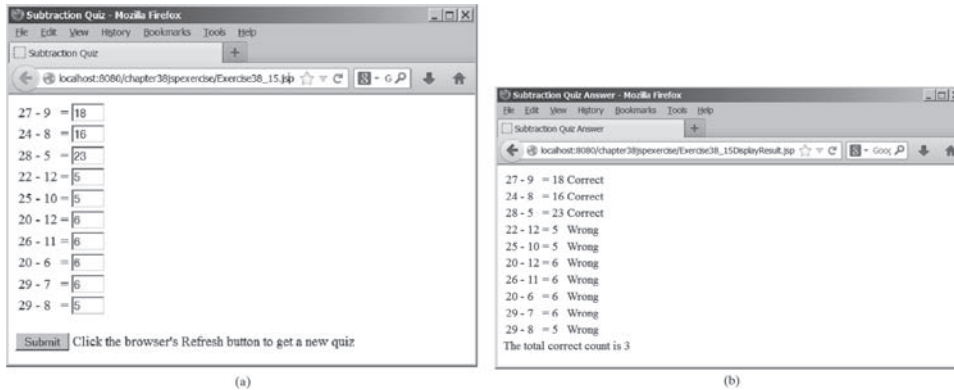 Subtraction Quiz - Mozilla Firefox
File Edit View History Bookmarks Tools Help
Subtraction Quiz
localhost:8080/chapter38jspexercise/Exercise38_15.jsp
27 - 9 = 18
24 - 8 = 16
28 - 5 = 23
22 - 12 = 5
25 - 10 = 5
20 - 12 = 6
26 - 11 = 6
20 - 6 = 6
29 - 7 = 6
29 - 8 = 5
Submit Click the browser's Refresh button to get a new quiz
(a)
Subtraction Quiz Answer - Mozilla Firefox
File Edit View History Bookmarks Tools Help
Subtraction Quiz Answer
localhost:8080/chapter38jspexercise/Exercise38_15DisplayResult.jsp
27 - 9 = 18 Correct
24 - 8 = 16 Correct
28 - 5 = 23 Correct
22 - 12 = 5 Wrong
25 - 10 = 5 Wrong
20 - 12 = 6 Wrong
26 - 11 = 6 Wrong
20 - 6 = 6 Wrong
29 - 7 = 6 Wrong
29 - 8 = 5 Wrong
The total correct count is 3
(b)